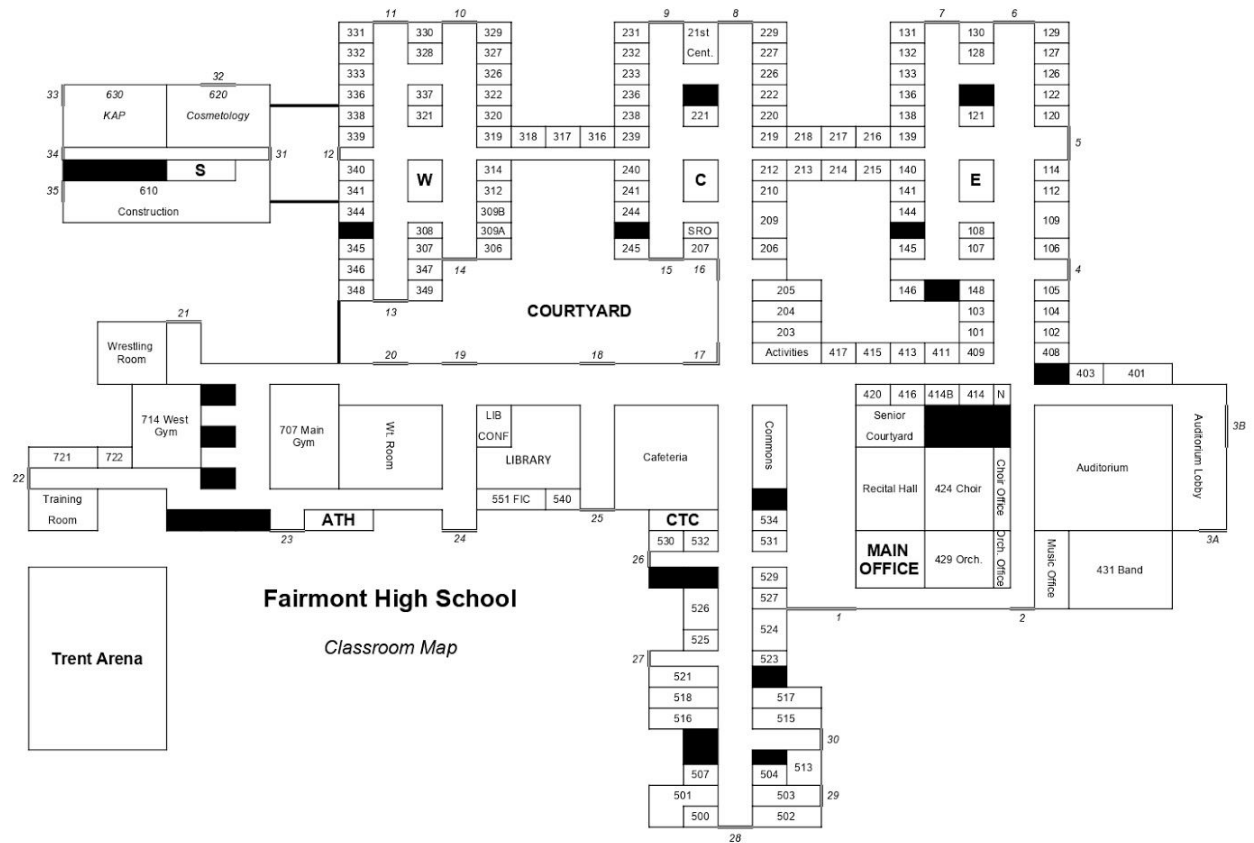 11 10 9 8 7 6
331 330 329 231 21st 229 131 130 129
332 328 327 232 Cent. 227 132 128 127
333 326 233 226 133 126
32
33 630 620 336 337 322 236 222 136 122
KAP Cosmetology 338 321 320 238 221 220 138 121 120
339 319 318 317 316 239 219 218 217 216 139 5
34 31 12
S 340 W 314 240 C 212 213 214 215 140 E 114
35 610 341 312 241 210 141 112
Construction 344 309B 244 209 144 109
308 309A SRO 108
345 307 306 245 207 206 145 107 106
346 347 14 15 16 4
348 349 205 146 148 105
13 COURTYARD 204 103 104
21 203 101 102
Wrestling
Room
20 19 18 17 Activities 417 415 413 411 409 408
403 401
420 416 414B 414 N
714 West
Gym
707 Main
Gym
Wt. Room
LIB
CONF
LIBRARY
Cafeteria
Commons
Senior
Courtyard
Auditorium
Auditorium Lobby
3B
721 722
22
Training
Room
551 FIC 540
Recital Hall 424 Choir Choir Office
23 ATH 24 25 CTC 534
530 532 531
3A
26
MAIN
OFFICE
429 Orch. Orch. Office Music Office 431 Band
529
Fairmont High School 526 527
1 2
Classroom Map 525 524
Trent Arena 27 523
521
518 517
516 515
30
507 504 513
501 503 29
500 502
28